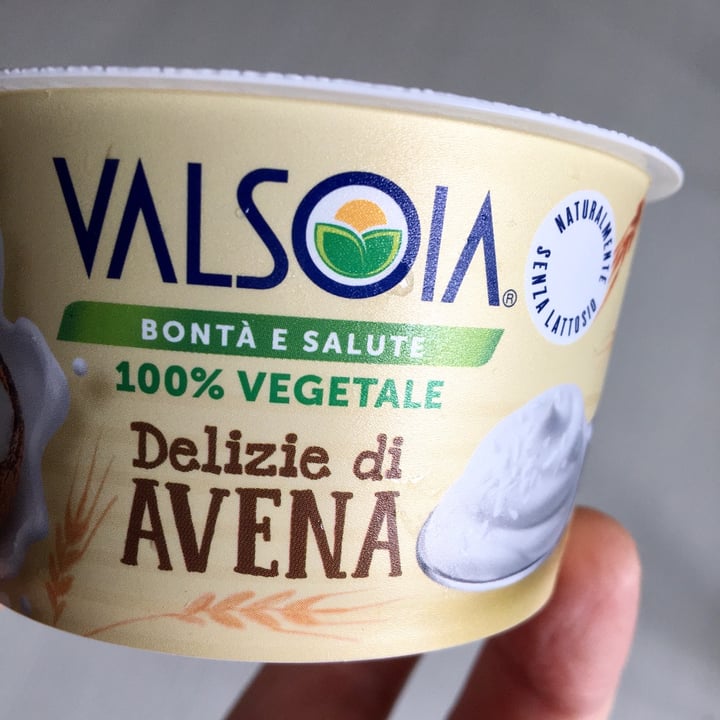 VALSOIA®
BONTÀ E SALUTE
100% VEGETALE
Delizie di
AVENA
NATURALMENTE
SENZA LATTOSIO